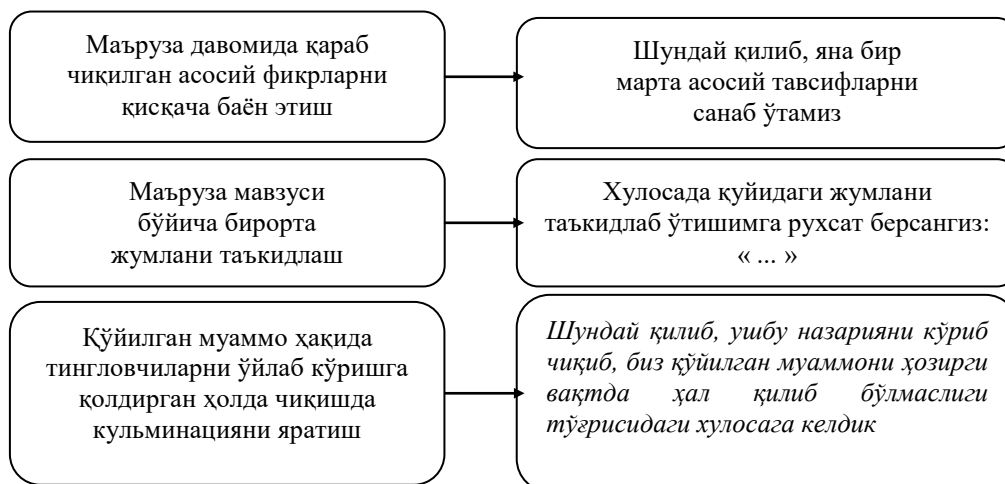 Маъруза давомида қараб
чиқилган асосий фикрларни
қисқача баён этиш
Шундай қилиб, яна бир
марта асосий тавсифларни
санаб ўтамиз
Маъруза мавзуси
бўйича бирорта
жумлани таъкидлаш
Хулосада қуйидаги жумлани
таъкидлаб ўтишимга рухсат берсангиз:
« ... »
Қўйилган муаммо ҳақида
тингловчиларни ўйлаб кўришга
қолдирган ҳолда чиқишда
кульминацияни яратиш
Шундай қилиб, ушбу назарияни кўриб
чиқиб, биз қўйилган муаммони ҳозирги
вақтда ҳал қилиб бўлмаслиги
тўғрисидаги хулосага келдик